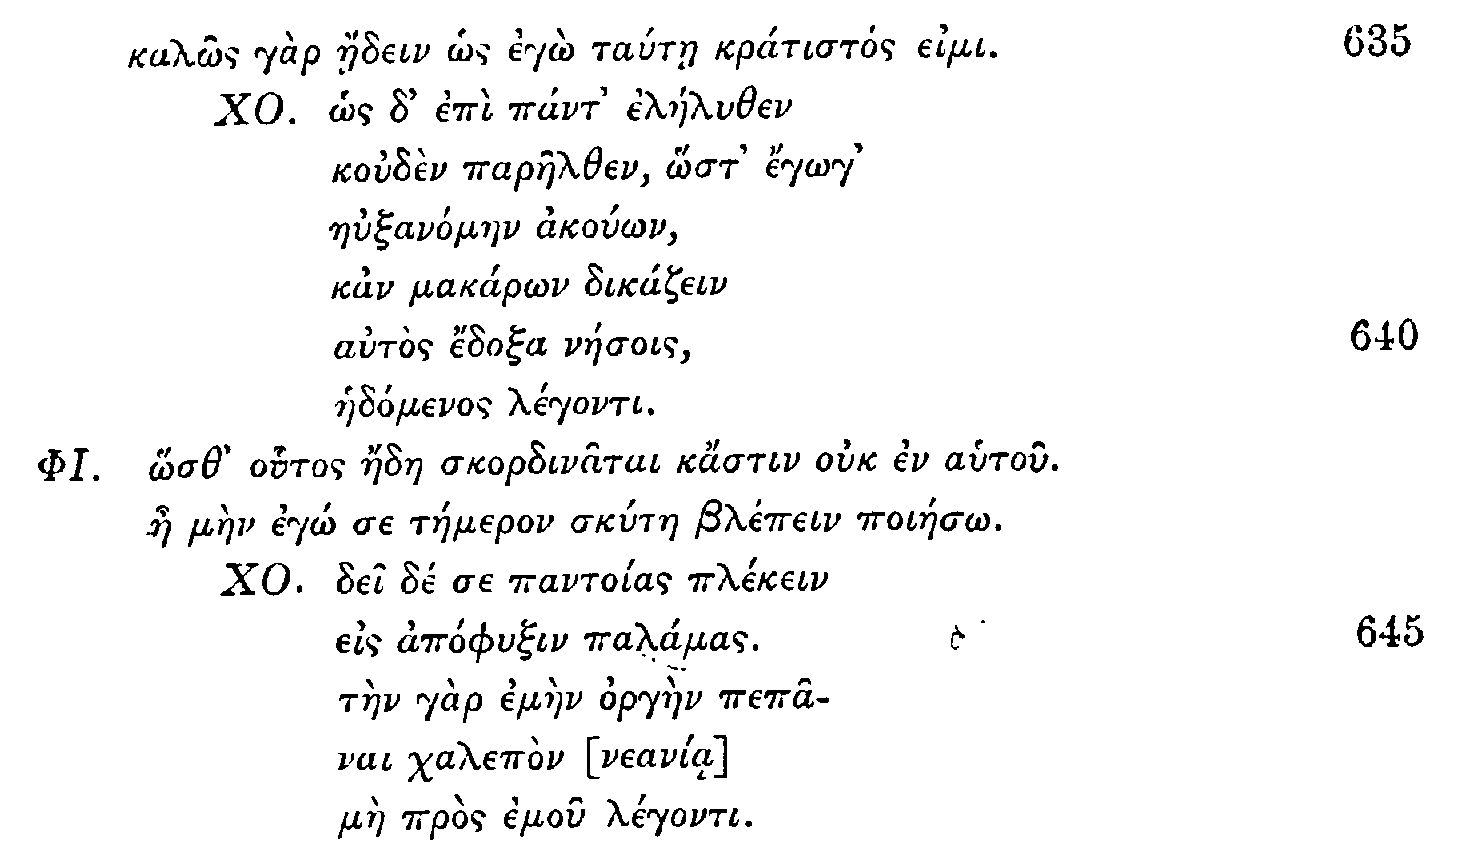 καλῶς γὰρ ᾔδειν ὡς ἐγὼ ταύτῃ κράτιστός εἰμι. 635
ΧΟ. ὡς δ’ ἐπὶ πάντ’ ἐλήλυθεν
κοὐδὲν παρῆλθεν, ὥστ’ ἔγωγ’
ηὐξανόμην ἀκούων,
κἀν μακάρων δικάζειν
αὐτὸς ἔδοξα νήσοις, 640
ἡδόμενος λέγοντι.
ΦΙ. ὥσθ’ οὗτος ἤδη σκορδινᾶται κἄστιν οὐκ ἐν αὑτοῦ.
ἦ μὴν ἐγώ σε τήμερον σκύτη βλέπειν ποιήσω.
ΧΟ. δεῖ δέ σε παντοίας πλέκειν
εἰς ἀπόφυξιν παλάμας. 645
τὴν γὰρ ἐμὴν ὀργὴν πεπᾶ-
ναι χαλεπὸν [νεανίᾳ]
μὴ πρὸς ἐμοῦ λέγοντι.